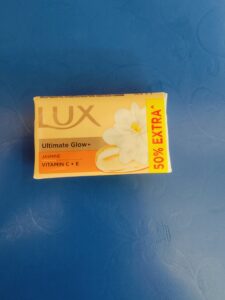 LUX
Ultimate Glow+
JASMINE
VITAMIN C + E
50% EXTRA^